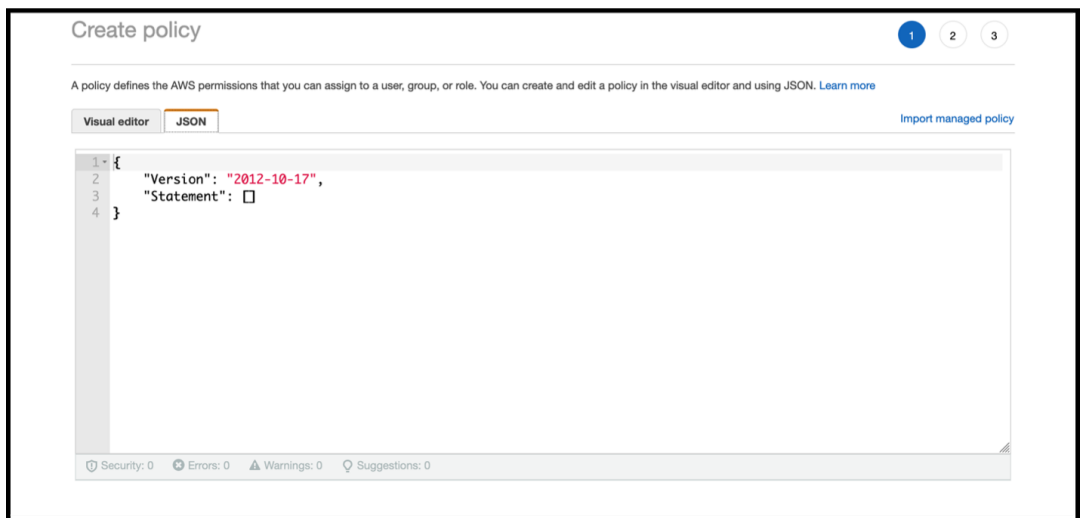 Create policy
1 2 3
A policy defines the AWS permissions that you can assign to a user, group, or role. You can create and edit a policy in the visual editor and using JSON. Learn more
Visual editor JSON Import managed policy
1 {
2 "Version": "2012-10-17",
3 "Statement": []
4 }
Security: 0 Errors: 0 Warnings: 0 Suggestions: 0